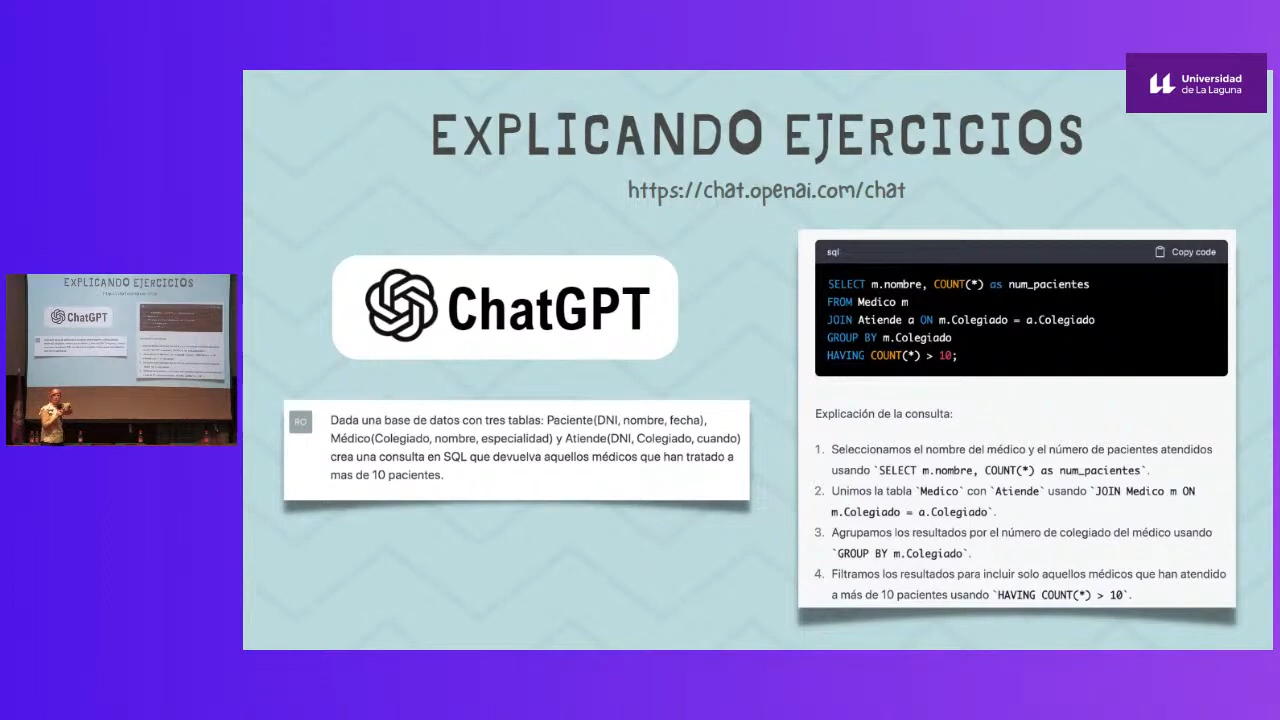 Universidad
de La Laguna
EXPLICANDO EJERCICIOS
https://chat.openai.com/chat
ChatGPT
RO
Dada una base de datos con tres tablas: Paciente(DNI, nombre, fecha),
Médico(Colegiado, nombre, especialidad) y Atiende(DNI, Colegiado, cuando)
crea una consulta en SQL que devuelva aquellos médicos que han tratado a
mas de 10 pacientes.
sql
Copy code
SELECT m.nombre, COUNT(*) as num_pacientes
FROM Medico m
JOIN Atiende a ON m.Colegiado = a.Colegiado
GROUP BY m.Colegiado
HAVING COUNT(*) > 10;
Explicación de la consulta:
1. Seleccionamos el nombre del médico y el número de pacientes atendidos
usando `SELECT m.nombre, COUNT(*) as num_pacientes`.
2. Unimos la tabla `Medico` con `Atiende` usando `JOIN Medico m ON
m.Colegiado = a.Colegiado`.
3. Agrupamos los resultados por el número de colegiado del médico usando
`GROUP BY m.Colegiado`.
4. Filtramos los resultados para incluir solo aquellos médicos que han atendido
a más de 10 pacientes usando `HAVING COUNT(*) > 10`.
EXPLICANDO EJERCICIOS
ChatGPT